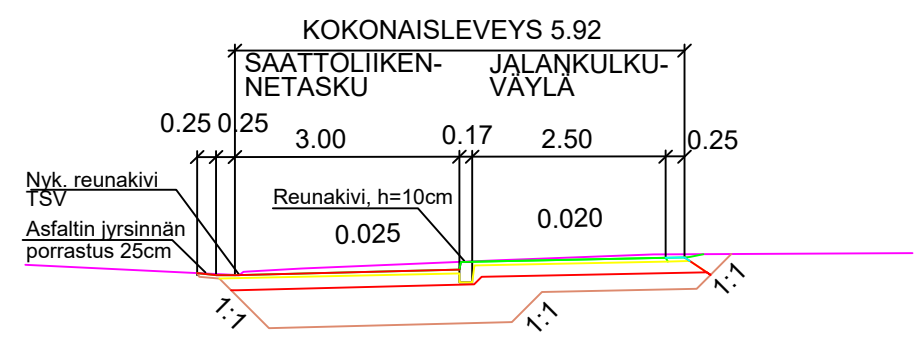 KOKONAISLEVEYS 5.92
SAATTOLIIKEN-
NETASKU
JALANKULKU-
VÄYLÄ
0.25 0.25 3.00 0.17 2.50 0.25
Nyk. reunakivi
TSV
Reunakivi, h=10cm
Asfaltin jyrsinnän
porrastus 25cm
0.025
0.020
1:1
1:1
1:1